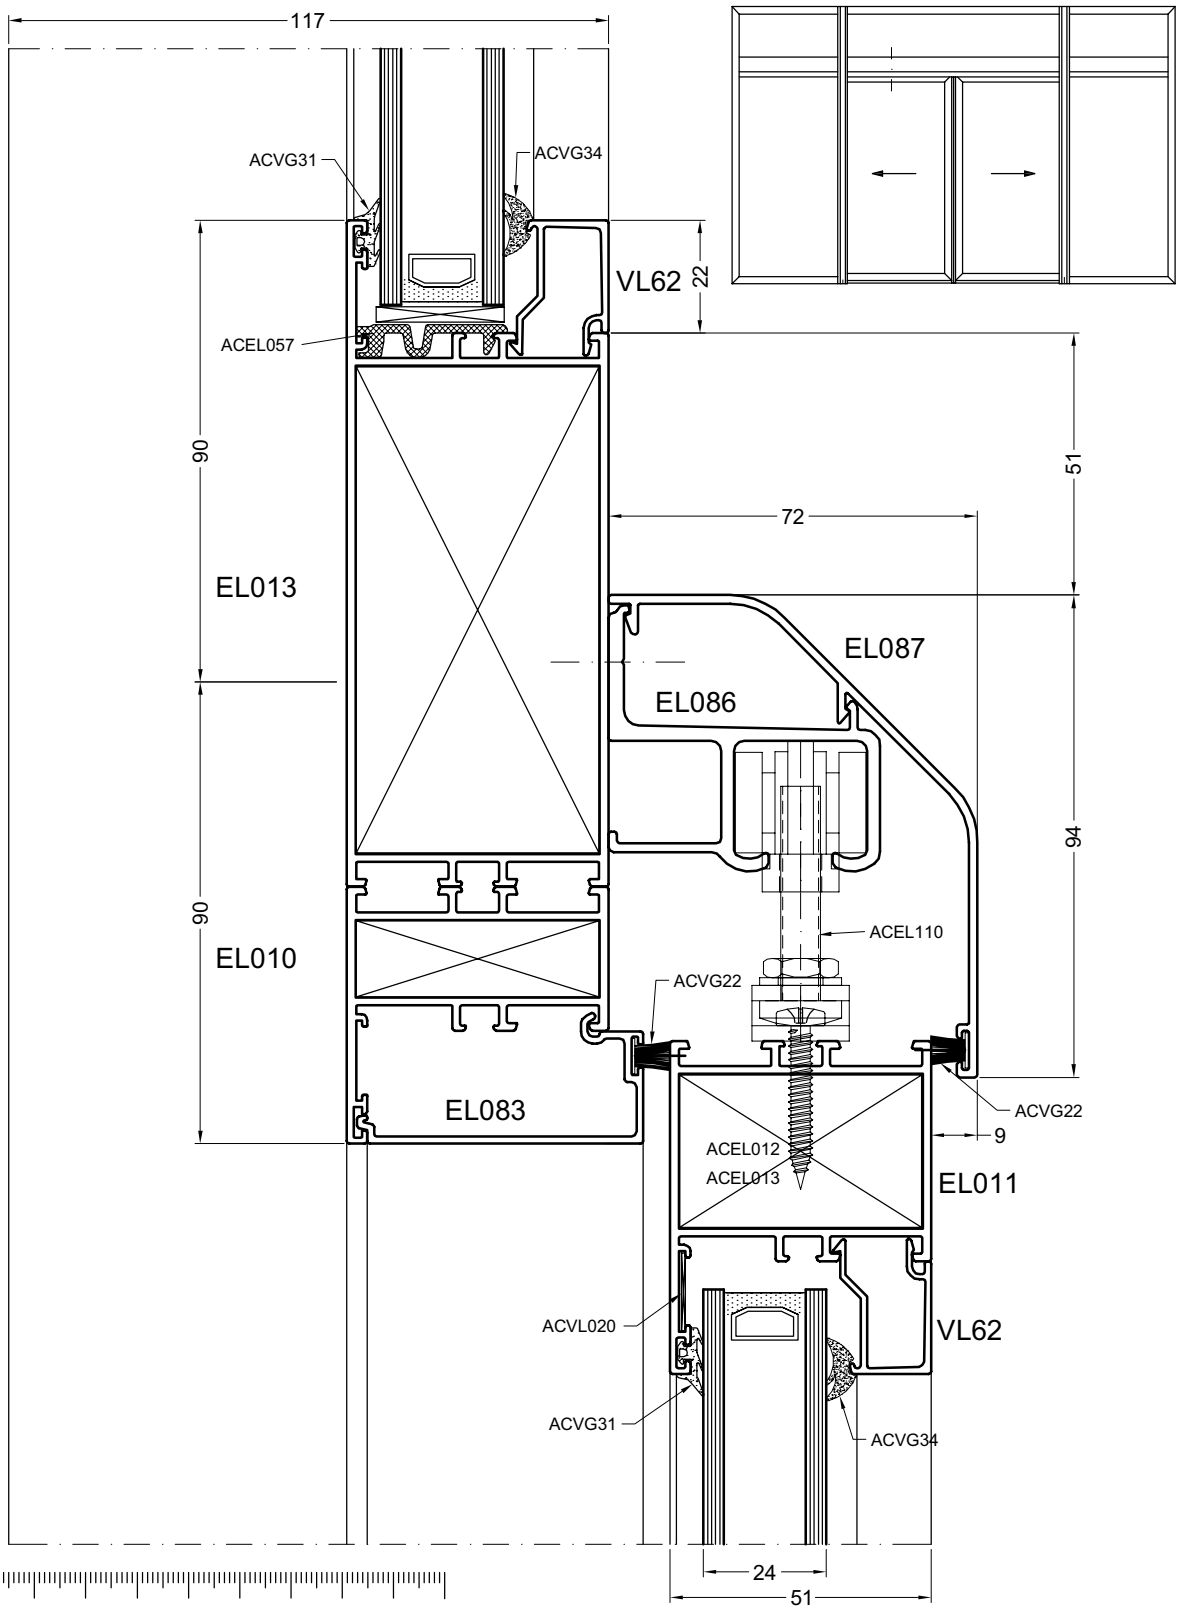 117
ACVG31
ACVG34
VL62
22
ACEL057
90
51
72
EL013
EL087
EL086
94
90
ACEL110
EL010
ACVG22
EL083
ACVG22
9
ACEL012
ACEL013
EL011
ACVL020
VL62
ACVG31
ACVG34
24
51